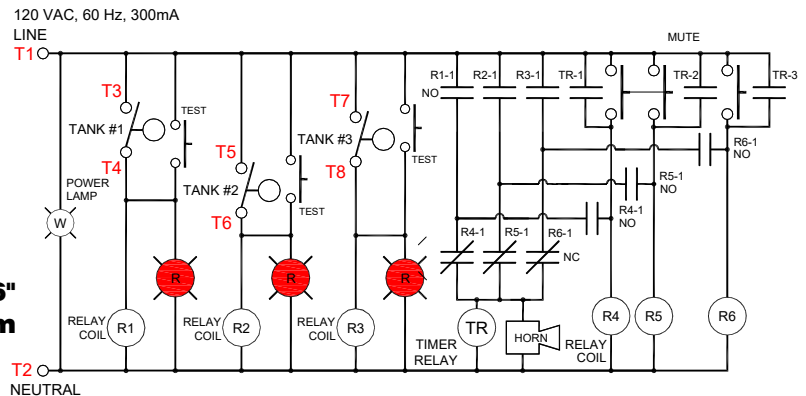 120 VAC, 60 Hz, 300mA
LINE
T1
MUTE
R1-1
NO
R2-1
R3-1
TR-1
TR-2
TR-3
T3
TEST
TANK #1
T4
T7
TANK #3
TEST
T8
T5
TANK #2
T6
TEST
R6-1
NO
R5-1
NO
R4-1
NO
POWER
LAMP
W
R4-1
R5-1
R6-1
NC
R
R
R
6"
m
RELAY
COIL
R1
RELAY
COIL
R2
RELAY
COIL
R3
TR
TIMER
RELAY
HORN
RELAY
COIL
R4
R5
R6
T2
NEUTRAL